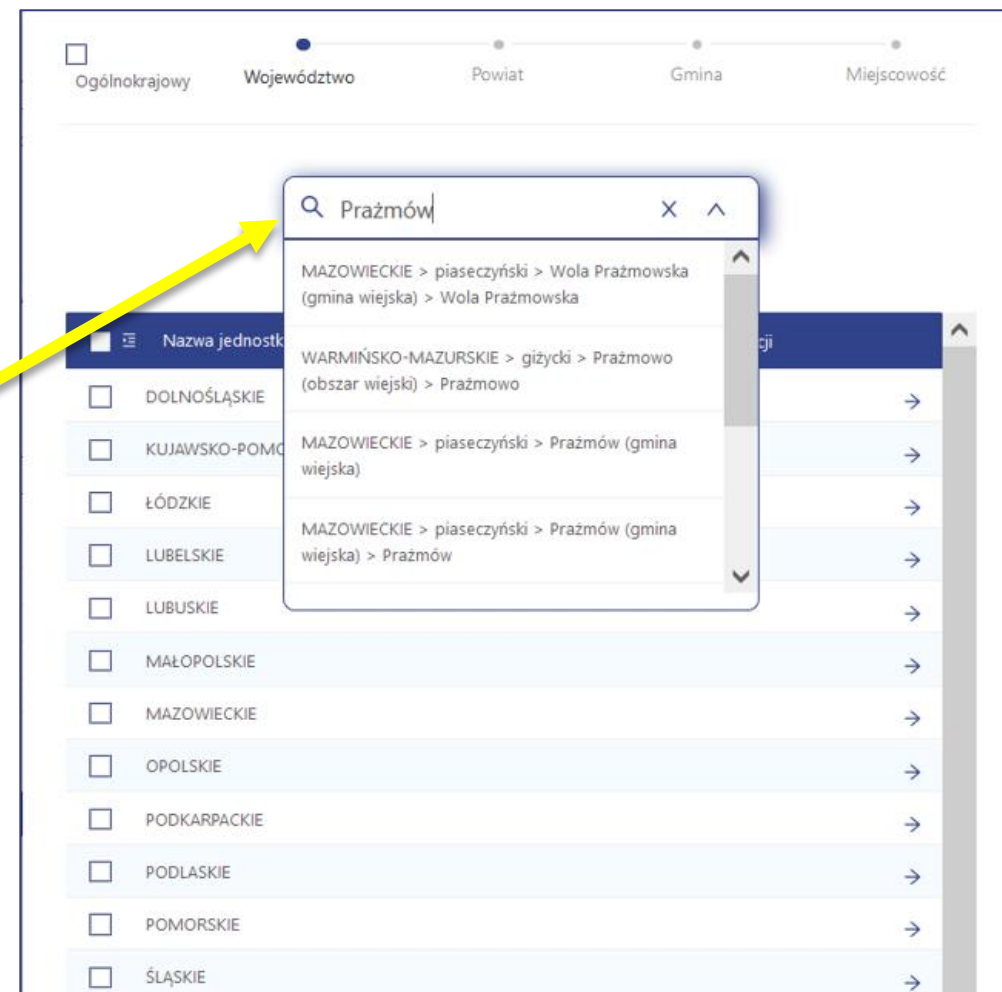 Ogólnokrajowy Województwo Powiat Gmina Miejscowość
Prażmów
MAZOWIECKIE > piaseczyński > Wola Prażmowska
(gmina wiejska) > Wola Prażmowska
WARMIŃSKO-MAZURSKIE > giżycki > Prażmowo
(obszar wiejski) > Prażmowo
MAZOWIECKIE > piaseczyński > Prażmów (gmina
wiejska)
MAZOWIECKIE > piaseczyński > Prażmów (gmina
wiejska) > Prażmów
Nazwa jednostk cji
DOLNOŚLĄSKIE
KUJAWSKO-POMO
ŁÓDZKIE
LUBELSKIE
LUBUSKIE
MAŁOPOLSKIE
MAZOWIECKIE
OPOLSKIE
PODKARPACKIE
PODLASKIE
POMORSKIE
ŚLĄSKIE